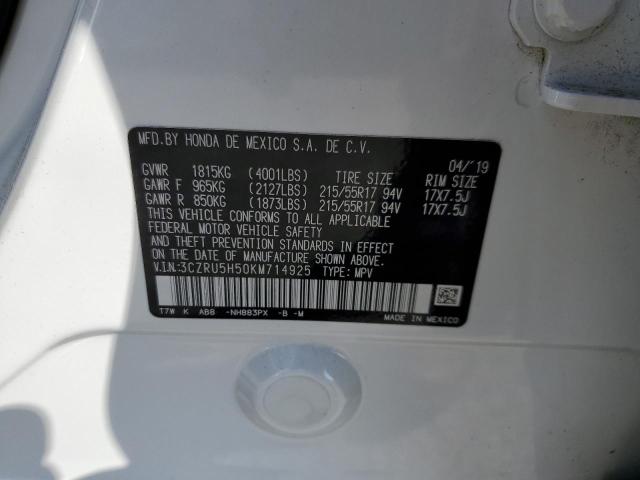 MFD.BY HONDA DE MEXICO S.A. DE C.V.
04/'19
GVWR 1815KG (4001LBS) TIRE SIZE RIM SIZE
GAWR F 965KG (2127LBS) 215/55R17 94V 17X7.5J
GAWR R 850KG (1873LBS) 215/55R17 94V 17X7.5J
THIS VEHICLE CONFORMS TO ALL APPLICABLE
FEDERAL MOTOR VEHICLE SAFETY
AND THEFT PREVENTION STANDARDS IN EFFECT
ON THE DATE OF MANUFACTURE SHOWN ABOVE.
V.I.N:3CZRU5H50KM714925 TYPE: MPV
T7W K ABB -NH883PX -B -M
MADE IN MEXICO